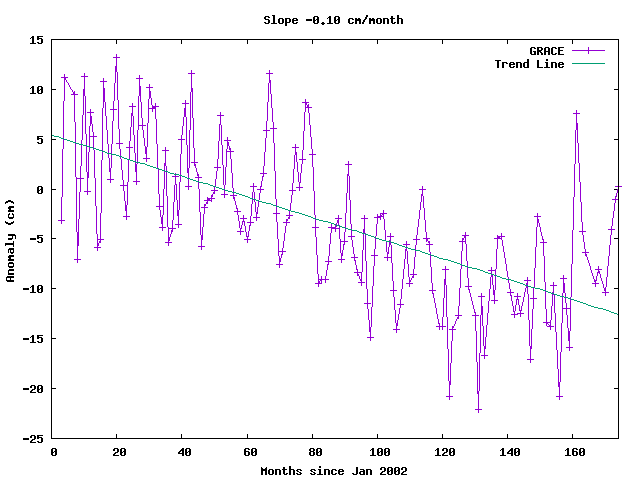 Slope -0.10 cm/month
GRACE
Trend Line
15
10
5
0
-5
-10
-15
-20
-25
Anomaly (cm)
0 20 40 60 80 100 120 140 160
Months since Jan 2002